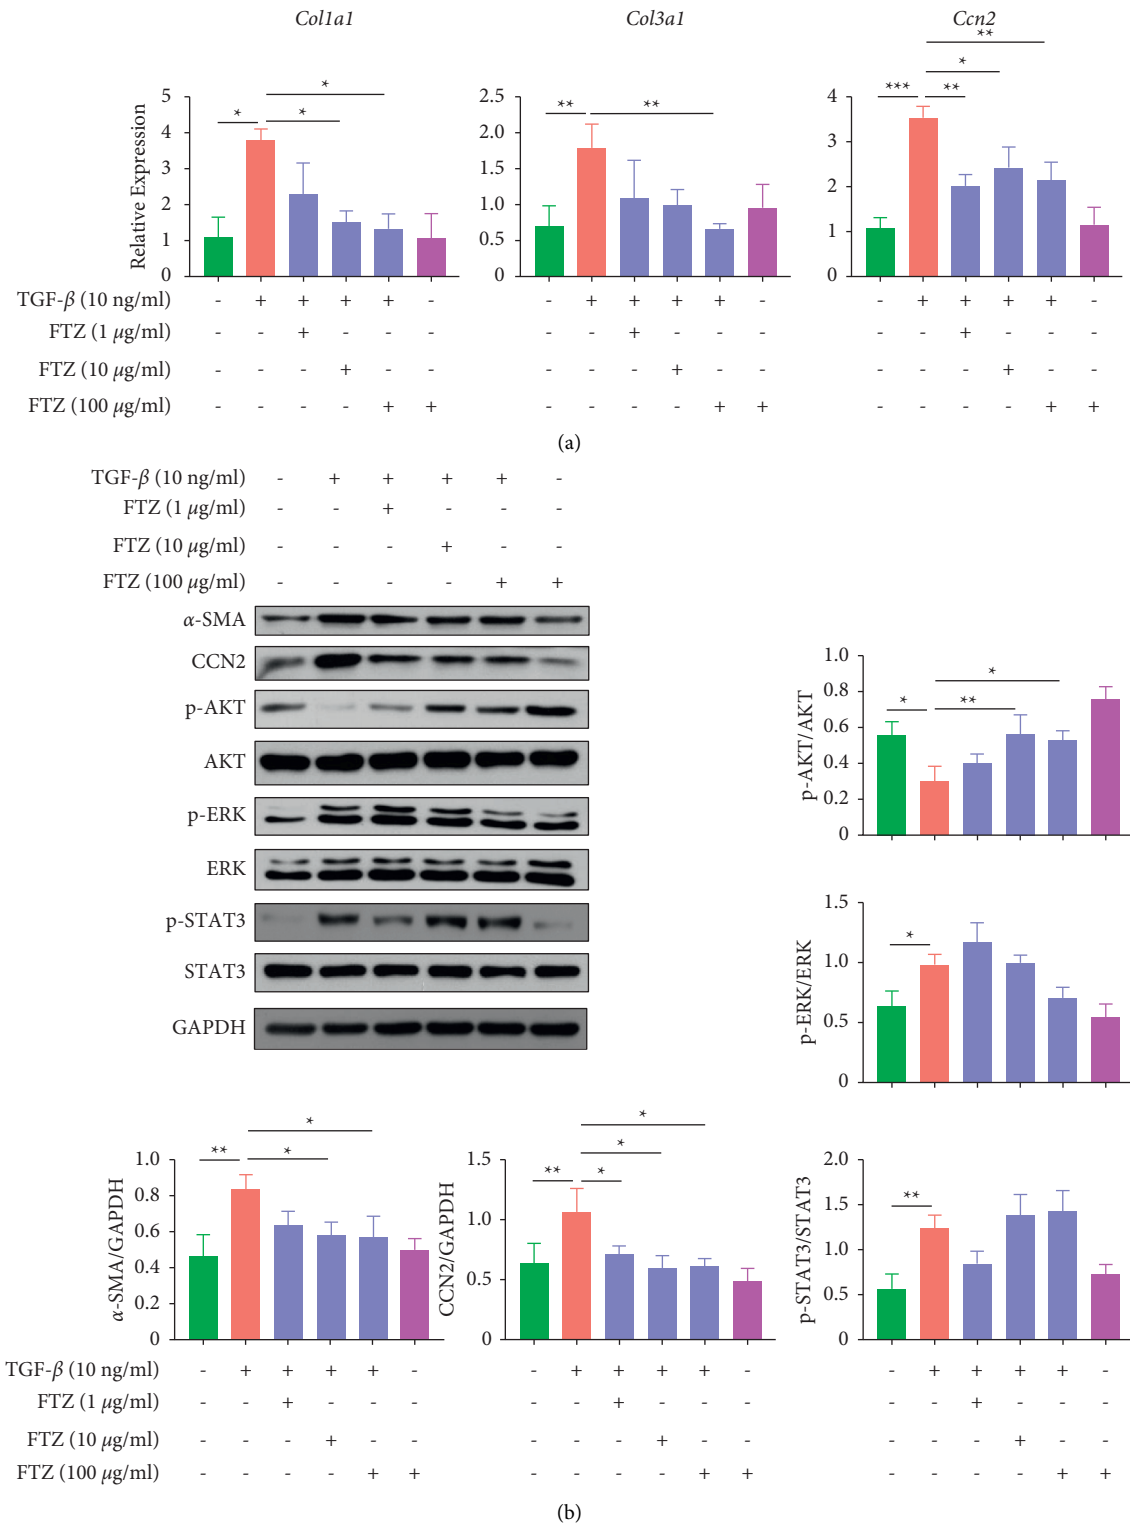 Col1a1 Col3a1 Ccn2
* * * ** ** *** ** * **
Relative Expression
5 4 3 2 1 0
2.5 2.0 1.5 1.0 0.5 0
4 3 2 1 0
TGF-β (10 ng/ml) - + + + + - - + + + + - - + + + + -
FTZ (1 μg/ml) - - + - - - - - + - - - - - + - - -
FTZ (10 μg/ml) - - - + - - - - - + - - - - - + - -
FTZ (100 μg/ml) - - - - + + - - - - + + - - - - + +
(a)
TGF-β (10 ng/ml) - + + + + -
FTZ (1 μg/ml) - - + - - -
FTZ (10 μg/ml) - - - + - -
FTZ (100 μg/ml) - - - - + +
α-SMA
CCN2
p-AKT
AKT
p-ERK
ERK
p-STAT3
STAT3
GAPDH
p-AKT/AKT
1.0 0.8 0.6 0.4 0.2 0
* ** *
p-ERK/ERK
1.5 1.0 0.5 0
*
α-SMA/GAPDH
1.0 0.8 0.6 0.4 0.2 0
** * *
CCN2/GAPDH
1.5 1.0 0.5 0
** * * *
p-STAT3/STAT3
2.0 1.5 1.0 0.5 0
**
TGF-β (10 ng/ml) - + + + + - - + + + + - - + + + + -
FTZ (1 μg/ml) - - + - - - - - + - - - - - + - - -
FTZ (10 μg/ml) - - - + - - - - - + - - - - - + - -
FTZ (100 μg/ml) - - - - + + - - - - + + - - - - + +
(b)